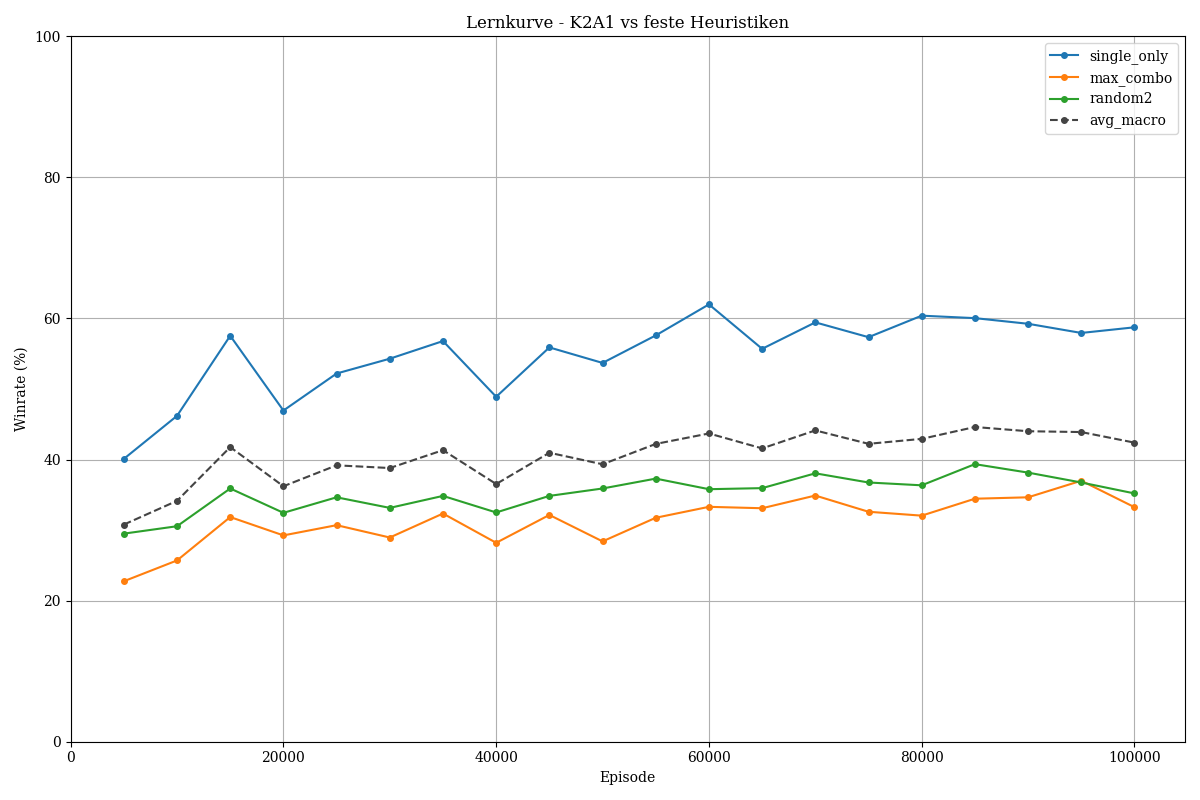 Lernkurve - K2A1 vs feste Heuristiken
100
80
60
40
20
0
Winrate (%)
single_only
max_combo
random2
avg_macro
0 20000 40000 60000 80000 100000
Episode